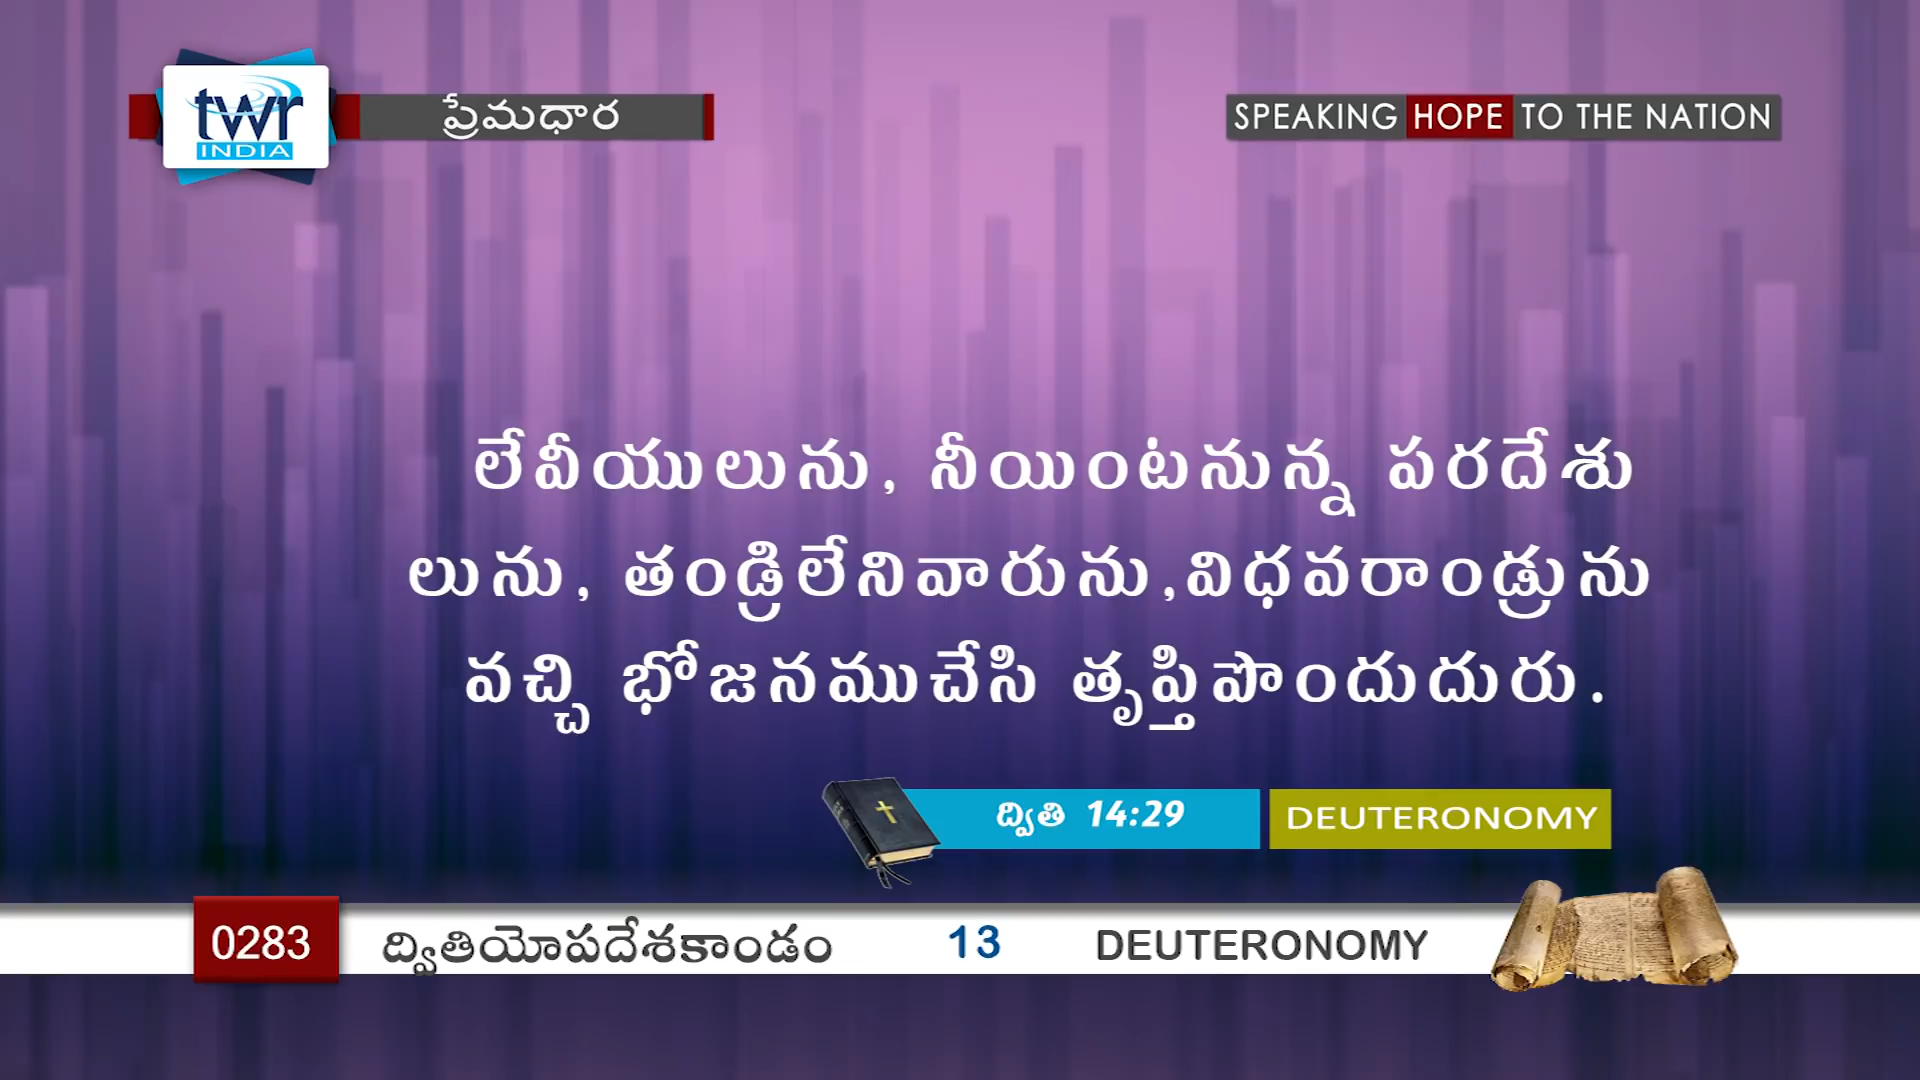 twr
INDIA
ప్రేమధార
SPEAKING HOPE TO THE NATION
లేవీయులును, నీయింటనున్న పరదేశు
లును, తండ్రిలేనివారును,విధవరాండ్రును
వచ్చి భోజనముచేసి తృప్తిపొందుదురు.
ద్వితి 14:29
DEUTERONOMY
0283 ద్వితియోపదేశకాండం 13 DEUTERONOMY